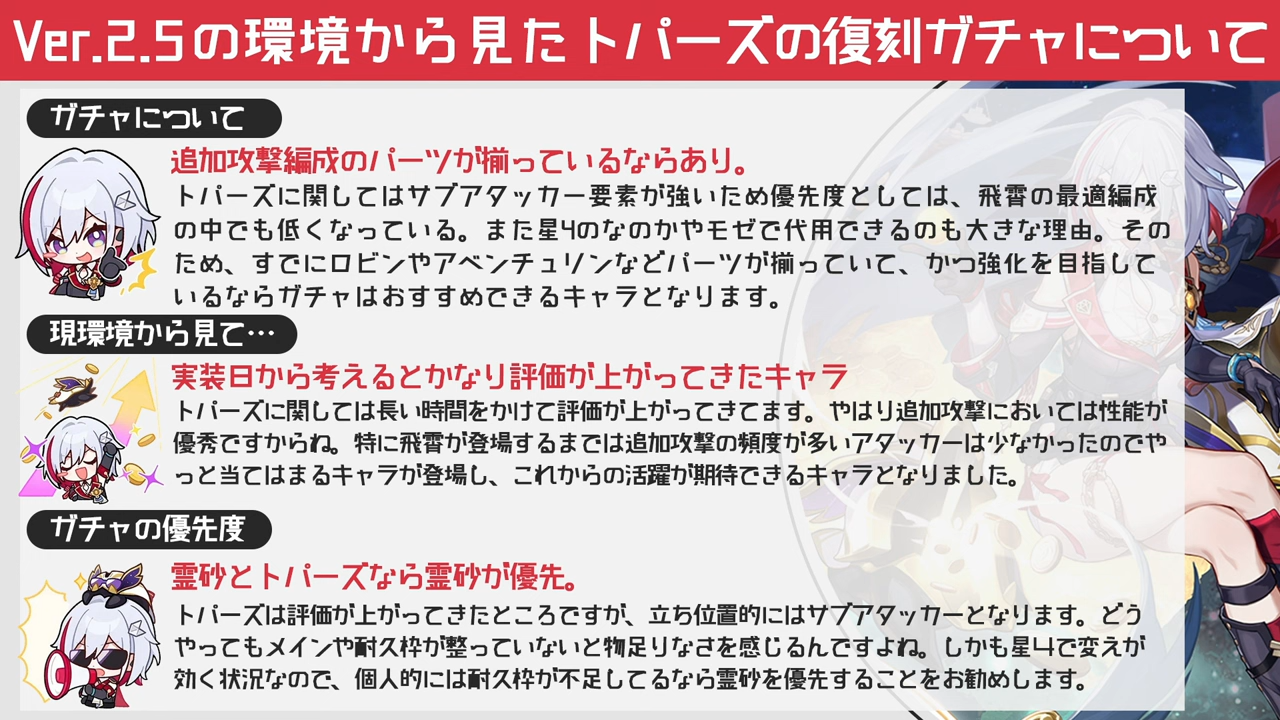 Ver.2.5の環境から見たトパーズの復刻ガチャについて
ガチャについて
追加攻撃編成のパーツが揃っているならあり。
トパーズに関してはサブアタッカー要素が強いため優先度としては、飛霄の最適編成
の中でも低くなっている。また星4のなのかやモゼで代用できるのも大きな理由。その
ため、すでにロビンやアベンチュリンなどパーツが揃っていて、かつ強化を目指して
いるならガチャはおすすめできるキャラとなります。
現環境から見て…
実装日から考えるとかなり評価が上がってきたキャラ
トパーズに関しては長い時間をかけて評価が上がってきてます。やはり追加攻撃においては性能が
優秀ですからね。特に飛霄が登場するまでは追加攻撃の頻度が多いアタッカーは少なかったのでや
っと当てはまるキャラが登場し、これからの活躍が期待できるキャラとなりました。
ガチャの優先度
霊砂とトパーズなら霊砂が優先。
トパーズは評価が上がってきたところですが、立ち位置的にはサブアタッカーとなります。どう
やってもメインや耐久枠が整っていないと物足りなさを感じるんですよね。しかも星4で変えが
効く状況なので、個人的には耐久枠が不足してるなら霊砂を優先することをお勧めします。